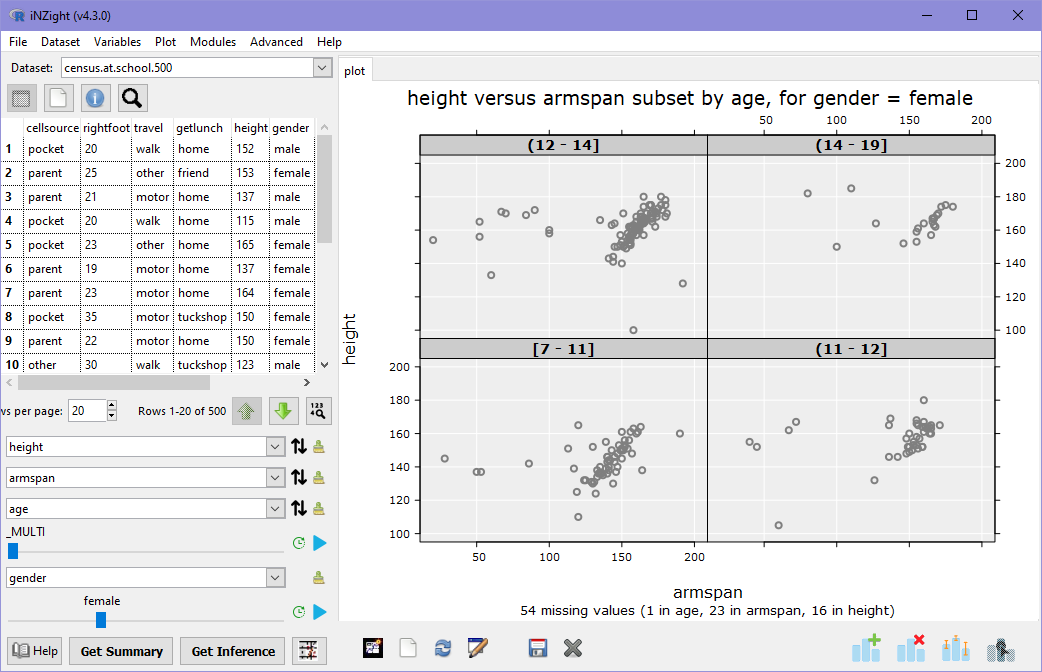 iNZight (v4.3.0)
File Dataset Variables Plot Modules Advanced Help
Dataset: census.at.school.500
plot
cellsource rightfoot travel getlunch height gender
1 pocket 20 walk home 152 male
2 parent 25 other friend 153 female
3 parent 21 motor home 137 male
4 pocket 20 walk home 115 male
5 pocket 23 other home 165 female
6 parent 19 motor home 137 female
7 parent 23 motor home 164 female
8 pocket 35 motor tuckshop 150 female
9 parent 22 motor home 150 female
10 other 30 walk tuckshop 123 male
vs per page: 20 Rows 1-20 of 500
123
height
armspan
age
_MULTI
gender
female
Help Get Summary Get Inference
height versus armspan subset by age, for gender = female
50 100 150 200
(12 - 14] (14 - 19]
200
180
160
140
120
100
height
[7 - 11] (11 - 12]
200
180
160
140
120
100
50 100 150 200
armspan
54 missing values (1 in age, 23 in armspan, 16 in height)